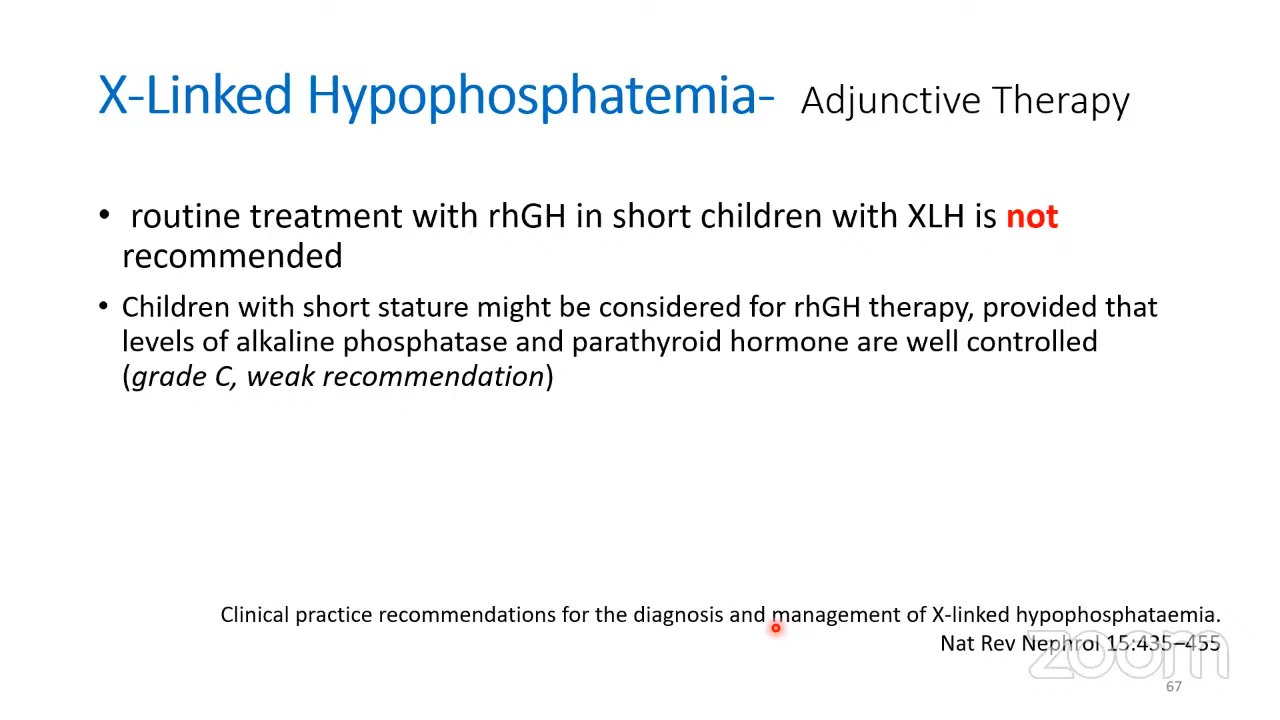 X-Linked Hypophosphatemia- Adjunctive Therapy
• routine treatment with rhGH in short children with XLH is not
recommended
• Children with short stature might be considered for rhGH therapy, provided that
levels of alkaline phosphatase and parathyroid hormone are well controlled
(grade C, weak recommendation)
Clinical practice recommendations for the diagnosis and management of X-linked hypophosphataemia.
Nat Rev Nephrol 15:435–455
zoom
67